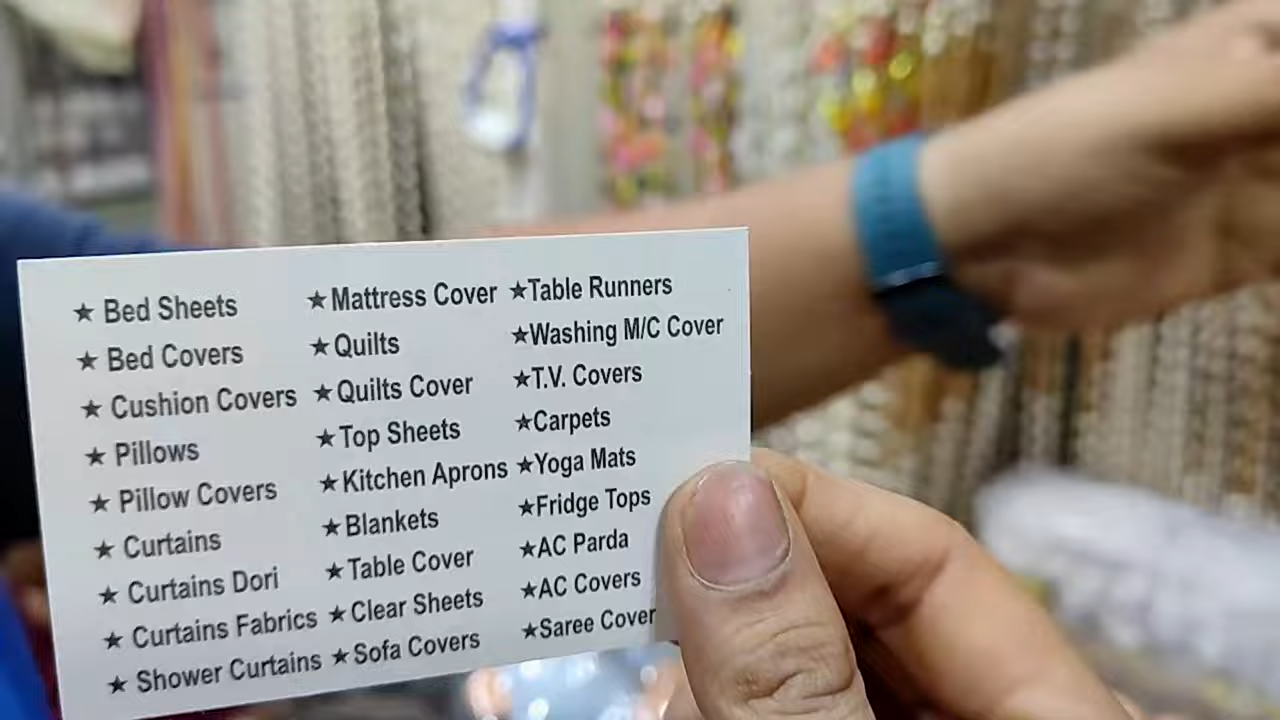 ★ Bed Sheets
★ Bed Covers
★ Cushion Covers
★ Pillows
★ Pillow Covers
★ Curtains
★ Curtains Dori
★ Curtains Fabrics
★ Shower Curtains
★ Mattress Cover
★ Quilts
★ Quilts Cover
★ Top Sheets
★ Kitchen Aprons
★ Blankets
★ Table Cover
★ Clear Sheets
★ Sofa Covers
★ Table Runners
★ Washing M/C Cover
★ T.V. Covers
★ Carpets
★ Yoga Mats
★ Fridge Tops
★ AC Parda
★ AC Covers
★ Saree Cover